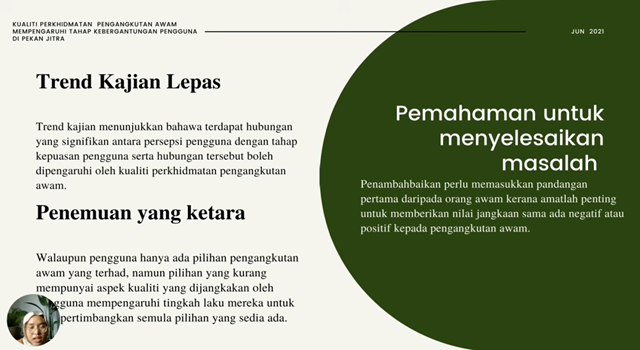 KUALITI PERKHIDMATAN PENGANGKUTAN AWAM
MEMPENGARUHI TAHAP KEBERGANTUNGAN PENGGUNA
DI PEKAN JITRA
JUN 2021
Trend Kajian Lepas
Trend kajian menunjukkan bahawa terdapat hubungan
yang signifikan antara persepsi pengguna dengan tahap
kepuasan pengguna serta hubungan tersebut boleh
dipengaruhi oleh kualiti perkhidmatan pengangkutan
awam.
Penemuan yang ketara
Walaupun pengguna hanya ada pilihan pengangkutan
awam yang terhad, namun pilihan yang kurang
mempunyai aspek kualiti yang dijangkakan oleh
mempengaruhi tingkah laku mereka untuk
pertimbangkan semula pilihan yang sedia ada.
Pemahaman untuk
menyelesaikan
masalah
Penambahbaikan perlu memasukkan pandangan
pertama daripada orang awam kerana amatlah penting
untuk memberikan nilai jangkaan sama ada negatif atau
positif kepada pengangkutan awam.